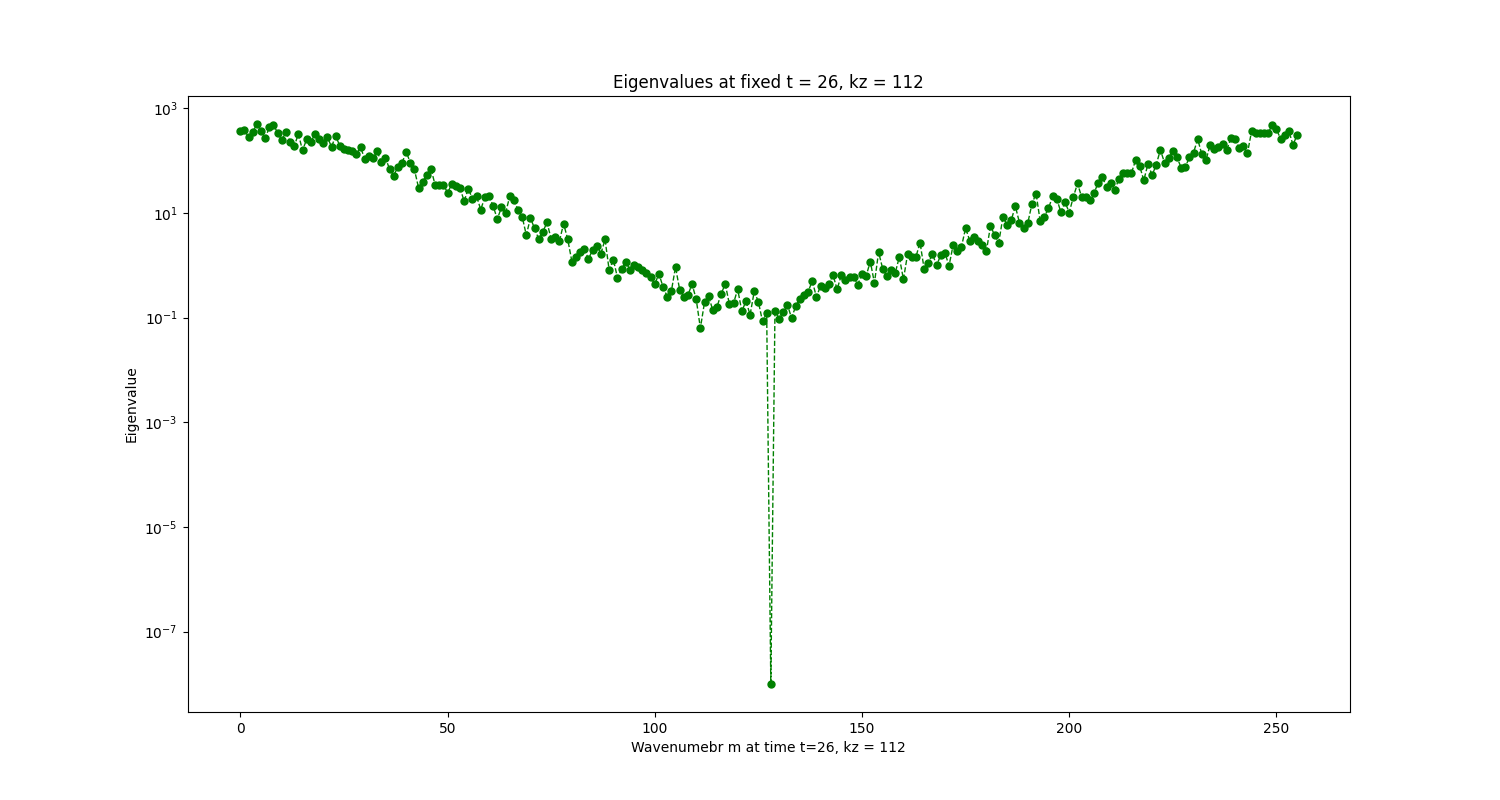 Eigenvalues at fixed t = 26, kz = 112
10³
10¹
10⁻¹
10⁻³
10⁻⁵
10⁻⁷
Eigenvalue
0 50 100 150 200 250
Wavenumebr m at time t=26, kz = 112